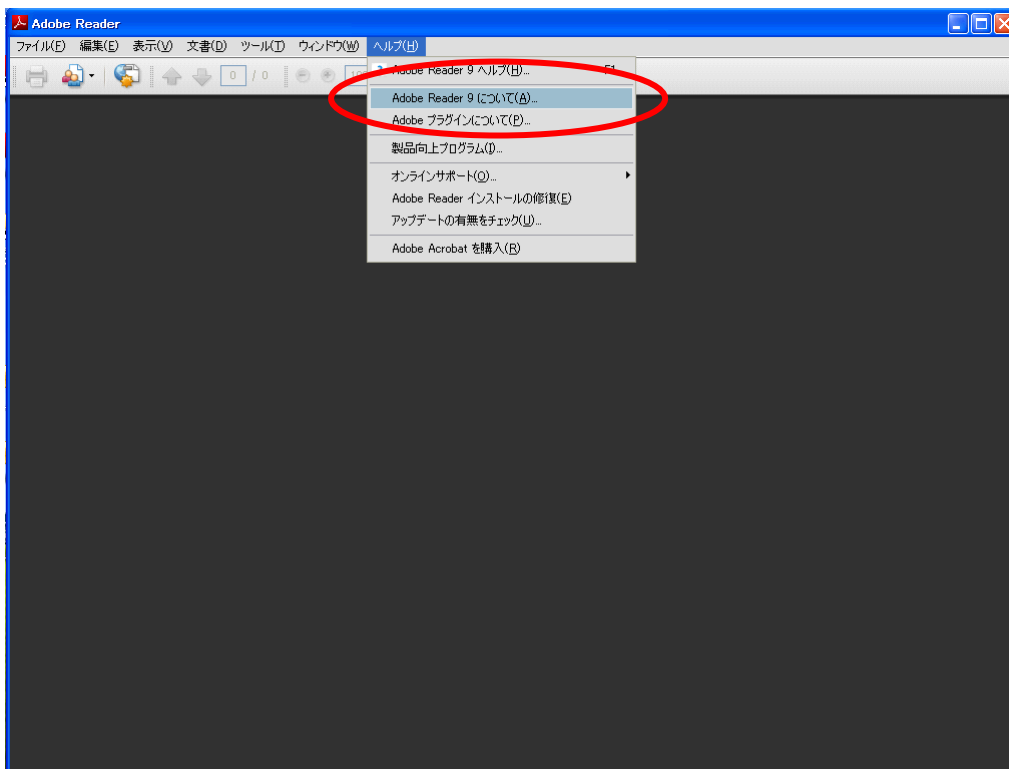 Adobe Reader
ファイル(F) 編集(E) 表示(V) 文書(D) ツール(T) ウィンドウ(W) ヘルプ(H)
0 / 0
Adobe Reader 9 ヘルプ(H)...
Adobe Reader 9 について(A)...
Adobe プラグインについて(P)...
製品向上プログラム(I)...
オンラインサポート(O)...
Adobe Reader インストールの修復(E)
アップデートの有無をチェック(U)...
Adobe Acrobat を購入(R)